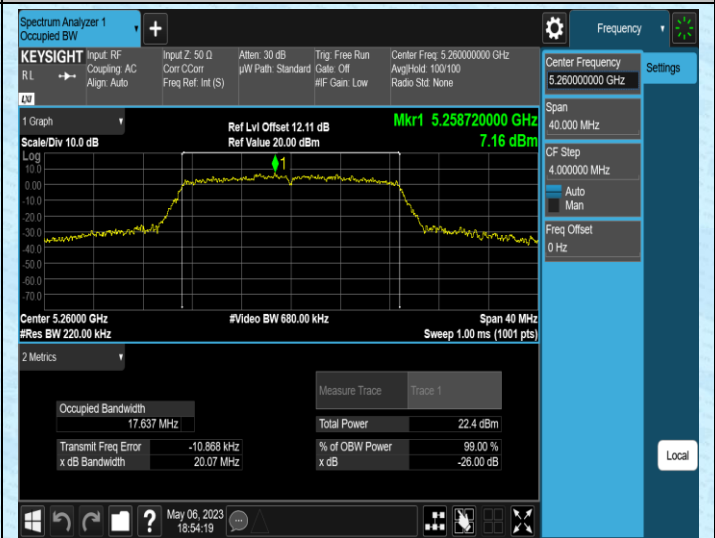 Spectrum Analyzer 1
Occupied BW
Frequency
KEYSIGHT
RL
LXI
Input: RF
Coupling: AC
Align: Auto
Input Z: 50 Ω
Corr CCorr
Freq Ref: Int (S)
Atten: 30 dB
µW Path: Standard
Trig: Free Run
Gate: Off
#IF Gain: Low
Center Freq: 5.260000000 GHz
Avg|Hold: 100/100
Radio Std: None
1 Graph
Scale/Div 10.0 dB
Ref Lvl Offset 12.11 dB
Ref Value 20.00 dBm
Mkr1 5.258720000 GHz
7.16 dBm
Log
10.0
0.00
-10.0
-20.0
-30.0
-40.0
-50.0
-60.0
-70.0
1
Center 5.26000 GHz
#Video BW 680.00 kHz
Span 40 MHz
#Res BW 220.00 kHz
Sweep 1.00 ms (1001 pts)
2 Metrics
Measure Trace Trace 1
Occupied Bandwidth
17.637 MHz
Total Power 22.4 dBm
Transmit Freq Error -10.868 kHz
% of OBW Power 99.00 %
x dB Bandwidth 20.07 MHz
x dB -26.00 dB
Center Frequency
5.260000000 GHz
Settings
Span
40.000 MHz
CF Step
4.000000 MHz
Auto
Man
Freq Offset
0 Hz
Local
?
May 06, 2023
18:54:19